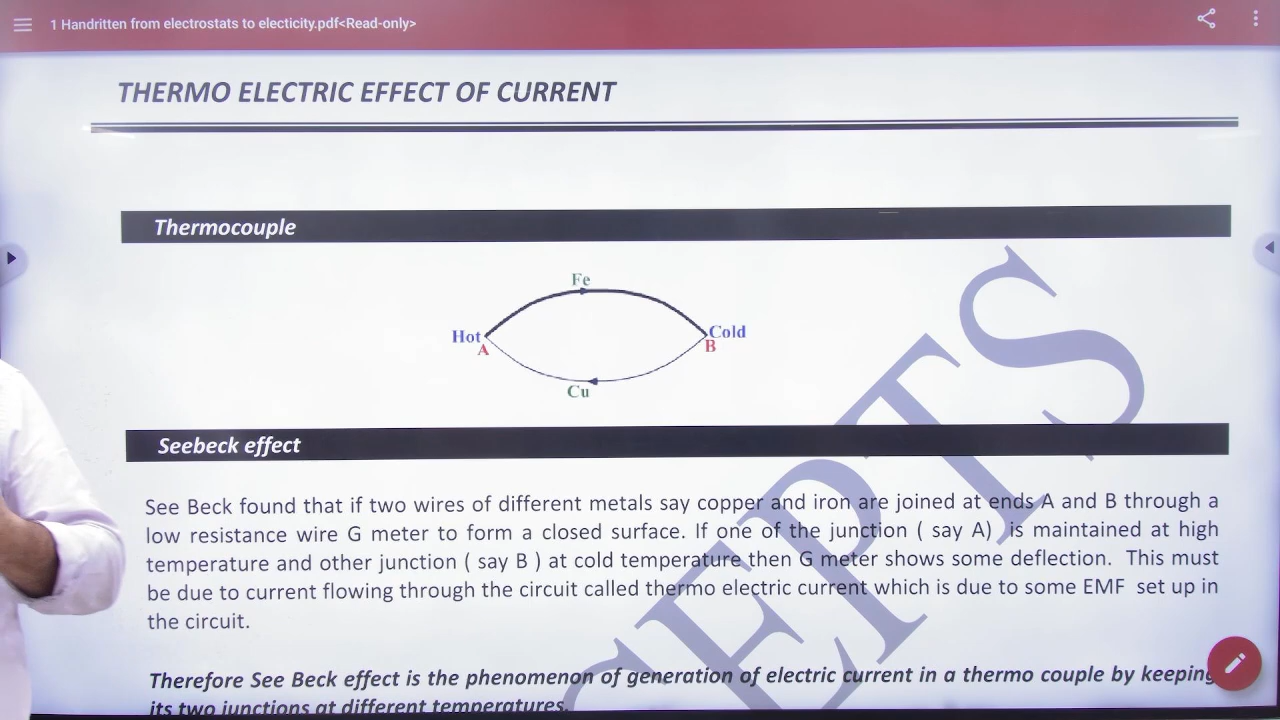 1 Handritten from electrostats to electicity.pdf<Read-only>
THERMO ELECTRIC EFFECT OF CURRENT
Thermocouple
Fe
Hot
Cold
A
B
Cu
Seebeck effect
See Beck found that if two wires of different metals say copper and iron are joined at ends A and B through a
low resistance wire G meter to form a closed surface. If one of the junction ( say A) is maintained at high
temperature and other junction ( say B ) at cold temperature then G meter shows some deflection. This must
be due to current flowing through the circuit called thermo electric current which is due to some EMF set up in
the circuit.
Therefore See Beck effect is the phenomenon of generation of electric current in a thermo couple by keeping
its two junctions at different temperatures.
CEPTS